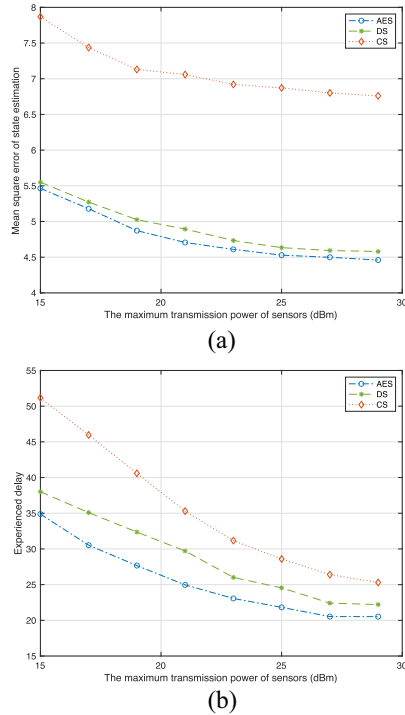 8
7.5
7
6.5
6
5.5
5
4.5
4
Mean square error of state estimation
AES
DS
CS
15
20
25
30
The maximum transmission power of sensors (dBm)
(a)
55
50
45
40
35
30
25
20
15
Experienced delay
AES
DS
CS
15
20
25
30
The maximum transmission power of sensors (dBm)
(b)